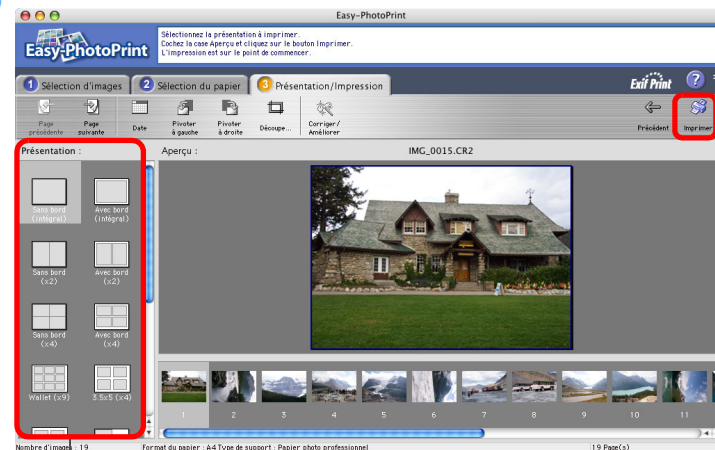 Easy-PhotoPrint
Easy-PhotoPrint
Sélectionnez la présentation à imprimer.
Cochez la case Aperçu et cliquez sur le bouton Imprimer.
L'impression est sur le point de commencer.
1 Sélection d'images 2 Sélection du papier 3 Présentation/Impression Exif Print ?
Page précédente
Page suivante
Date
Pivoter à gauche
Pivoter à droite
Découpe...
Corriger/ Améliorer
Précédent
Imprimer
Présentation : Aperçu : IMG_0015.CR2
Sans bord (intégral)
Avec bord (intégral)
Sans bord (x2)
Avec bord (x2)
Sans bord (x4)
Avec bord (x4)
Wallet (x9)
3.5x5 (x4)
1 2 3 4 5 6 7 8 9 10 11
Nombre d'images : 19 Format du papier : A4 Type de support : Papier photo professionnel 19 Page(s)